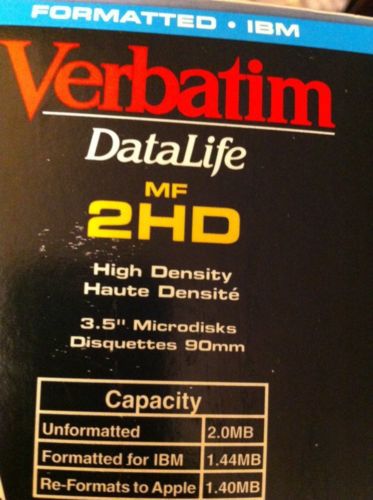 FORMATTED • IBM
Verbatim
DataLife
MF
2HD
High Density
Haute Densité
3.5" Microdisks
Disquettes 90mm
Capacity
Unformatted 2.0MB
Formatted for IBM 1.44MB
Re-Formats to Apple 1.40MB